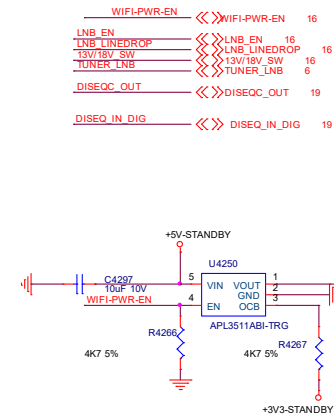 WIFI-PWR-EN WIFI-PWR-EN 16
LNB_EN LNB_EN 16
LNB_LINEDROP LNB_LINEDROP 16
13V/18V_SW 13V/18V_SW 16
TUNER_LNB TUNER_LNB 6
DISEQC_OUT DISEQC_OUT 19
DISEQ_IN_DIG DISEQ_IN_DIG 19
+5V-STANDBY
U4250
C4297
10uF 10V
5 VIN VOUT 1
GND 2
WIFI-PWR-EN 4 EN OCB 3
APL3511ABI-TRG
R4266
R4267
4K7 5% 4K7 5%
+3V3-STANDBY